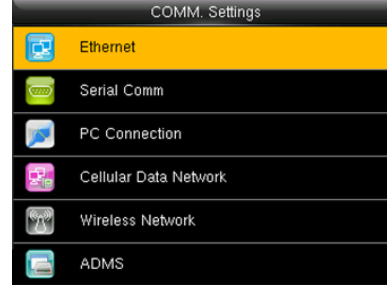 COMM. Settings
Ethernet
Serial Comm
PC Connection
Cellular Data Network
Wireless Network
ADMS